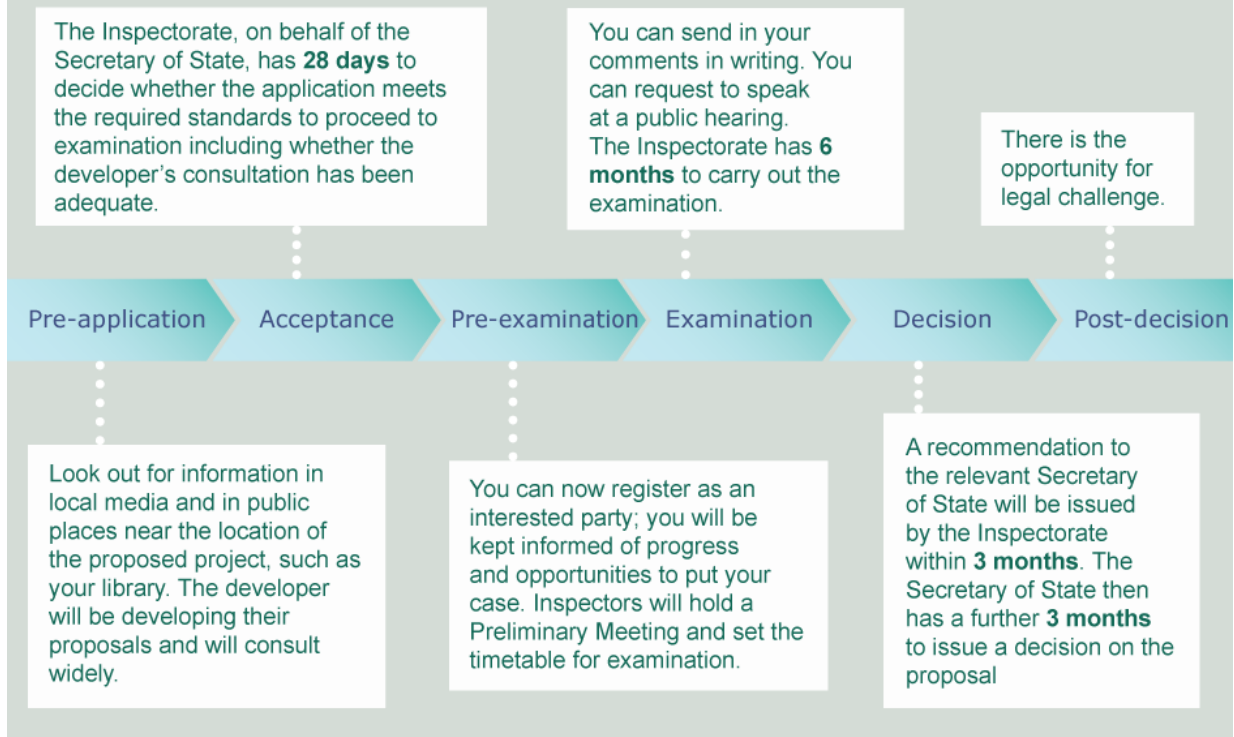 The Inspectorate, on behalf of the
Secretary of State, has 28 days to
decide whether the application meets
the required standards to proceed to
examination including whether the
developer's consultation has been
adequate.
You can send in your
comments in writing. You
can request to speak
at a public hearing.
The Inspectorate has 6
months to carry out the
examination.
There is the
opportunity for
legal challenge.
Pre-application
Acceptance
Pre-examination
Examination
Decision
Post-decision
Look out for information in
local media and in public
places near the location of
the proposed project, such as
your library. The developer
will be developing their
proposals and will consult
widely.
You can now register as an
interested party; you will be
kept informed of progress
and opportunities to put your
case. Inspectors will hold a
Preliminary Meeting and set the
timetable for examination.
A recommendation to
the relevant Secretary
of State will be issued
by the Inspectorate
within 3 months. The
Secretary of State then
has a further 3 months
to issue a decision on the
proposal